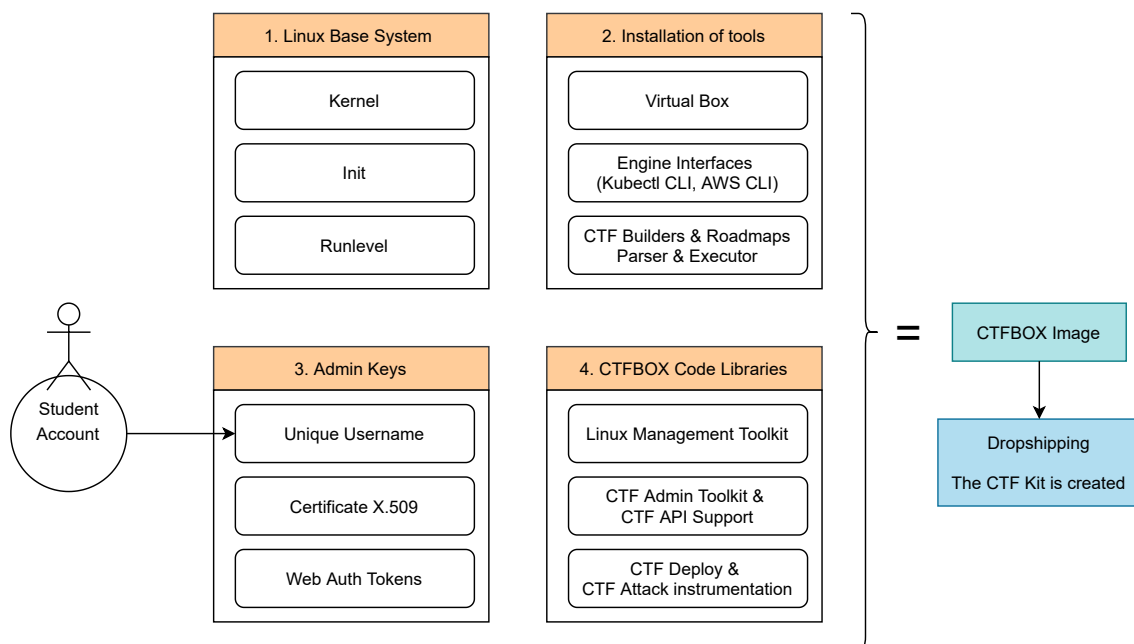 1. Linux Base System
Kernel
Init
Runlevel
2. Installation of tools
Virtual Box
Engine Interfaces
(Kubectl CLI, AWS CLI)
CTF Builders & Roadmaps
Parser & Executor
Student
Account
3. Admin Keys
Unique Username
Certificate X.509
Web Auth Tokens
4. CTFBOX Code Libraries
Linux Management Toolkit
CTF Admin Toolkit &
CTF API Support
CTF Deploy &
CTF Attack instrumentation
=
CTFBOX Image
Dropshipping
The CTF Kit is created